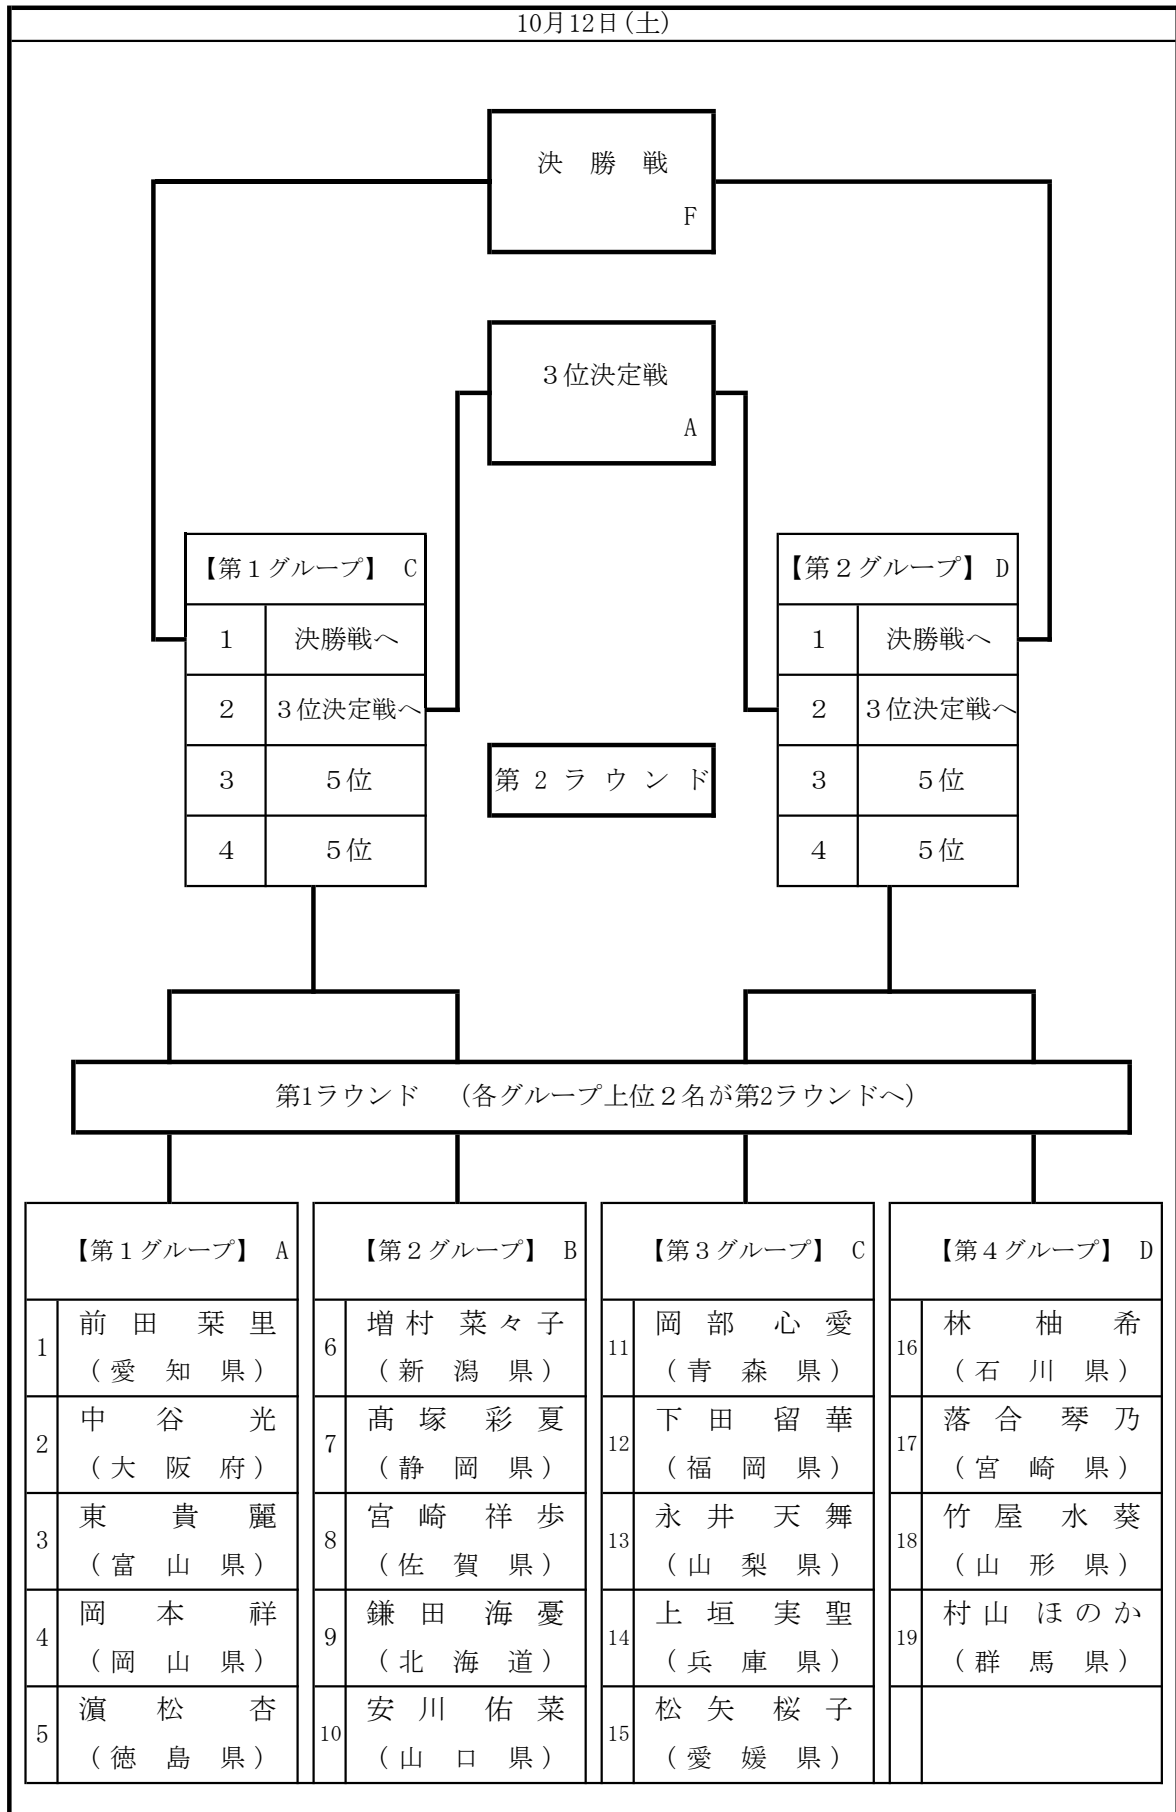 10月12日(土)
決 勝 戦
F
３位決定戦
A
【第１グループ】 C
1 決勝戦へ
2 ３位決定戦へ
3 ５位
4 ５位
【第２グループ】 D
1 決勝戦へ
2 ３位決定戦へ
3 ５位
4 ５位
第２ラウンド
第1ラウンド （各グループ上位２名が第2ラウンドへ）
【第１グループ】 A
1 前田 栞里
（愛知県）
2 中谷 光
（大阪府）
3 東 貴麗
（富山県）
4 岡本 祥
（岡山県）
5 濵松 杏
（徳島県）
【第２グループ】 B
6 増村 菜々子
（新潟県）
7 髙塚 彩夏
（静岡県）
8 宮崎 祥歩
（佐賀県）
9 鎌田 海憂
（北海道）
10 安川 佑菜
（山口県）
【第３グループ】 C
11 岡部 心愛
（青森県）
12 下田 留華
（福岡県）
13 永井 天舞
（山梨県）
14 上垣 実聖
（兵庫県）
15 松矢 桜子
（愛媛県）
【第４グループ】 D
16 林 柚希
（石川県）
17 落合 琴乃
（宮崎県）
18 竹屋 水葵
（山形県）
19 村山 ほのか
（群馬県）